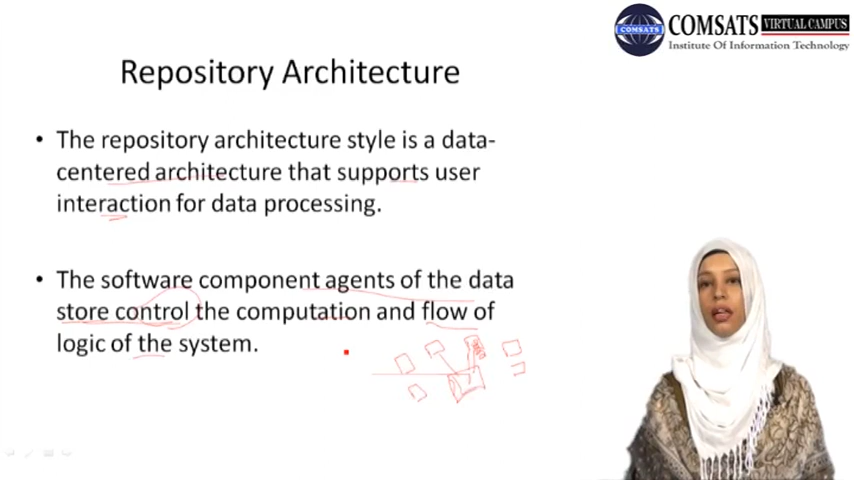 COMSATS VIRTUAL CAMPUS
COMSATS
Institute Of Information Technology
Repository Architecture
• The repository architecture style is a data-
centered architecture that supports user
interaction for data processing.
• The software component agents of the data
store control the computation and flow of
logic of the system.